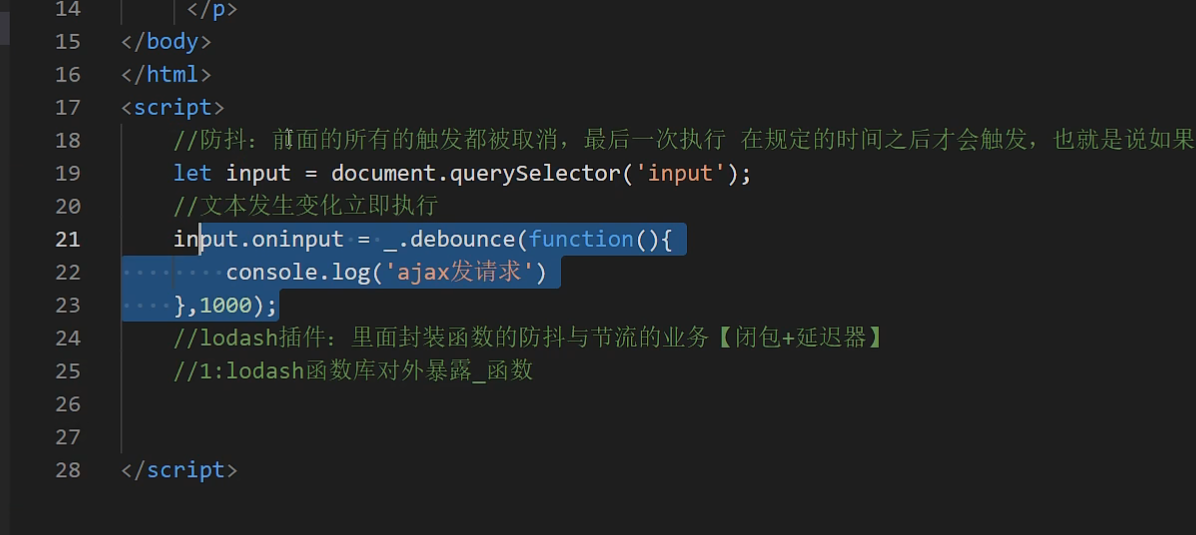 14 </p>
15 </body>
16 </html>
17 <script>
18 //防抖：前面的所有的触发都被取消，最后一次执行 在规定的时间之后才会触发，也就是说如果
19 let input = document.querySelector('input');
20 //文本发生变化立即执行
21 input.oninput = _.debounce(function(){
22 console.log('ajax发请求')
23 },1000);
24 //lodash插件：里面封装函数的防抖与节流的业务【闭包+延迟器】
25 //1:lodash函数库对外暴露_函数
26
27
28 </script>